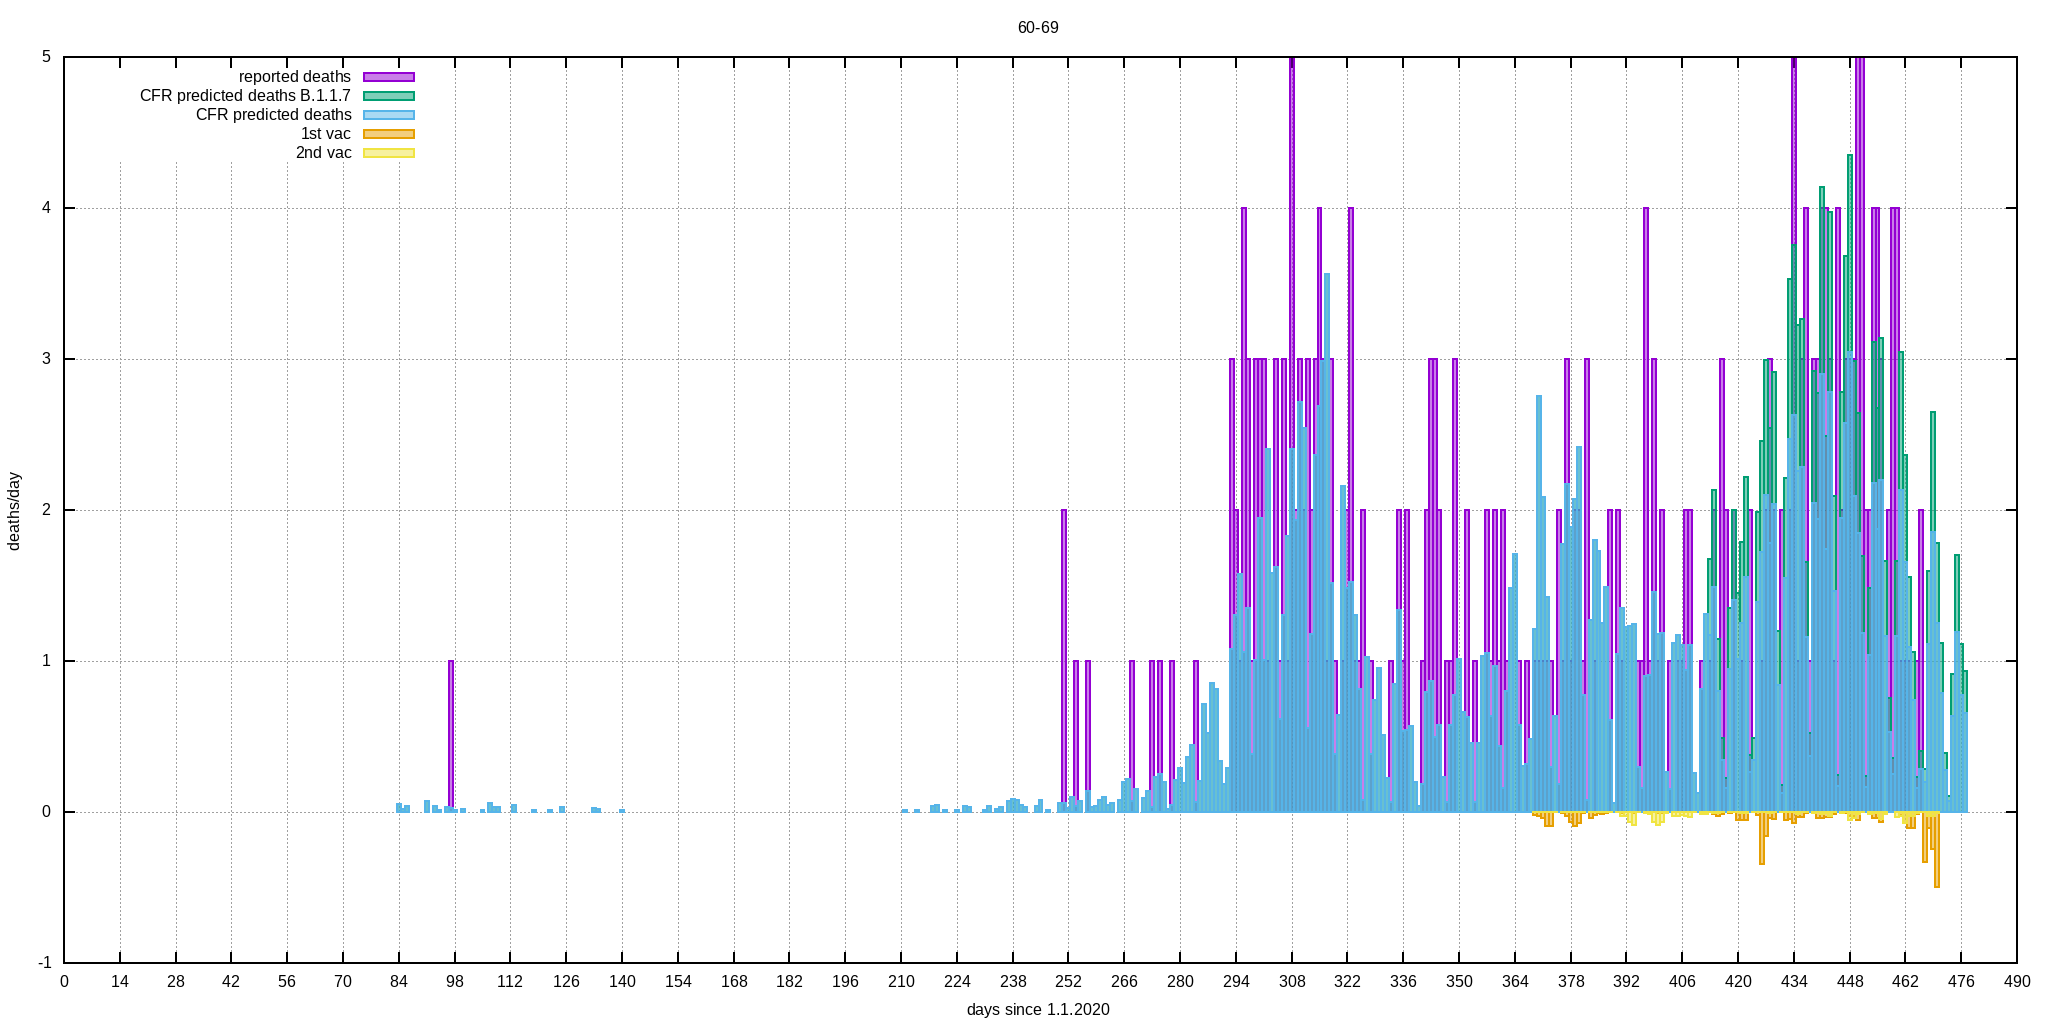 60-69
5
reported deaths
CFR predicted deaths B.1.1.7
CFR predicted deaths
1st vac
2nd vac
4
3
2
1
0
-1
deaths/day
0 14 28 42 56 70 84 98 112 126 140 154 168 182 196 210 224 238 252 266 280 294 308 322 336 350 364 378 392 406 420 434 448 462 476 490
days since 1.1.2020